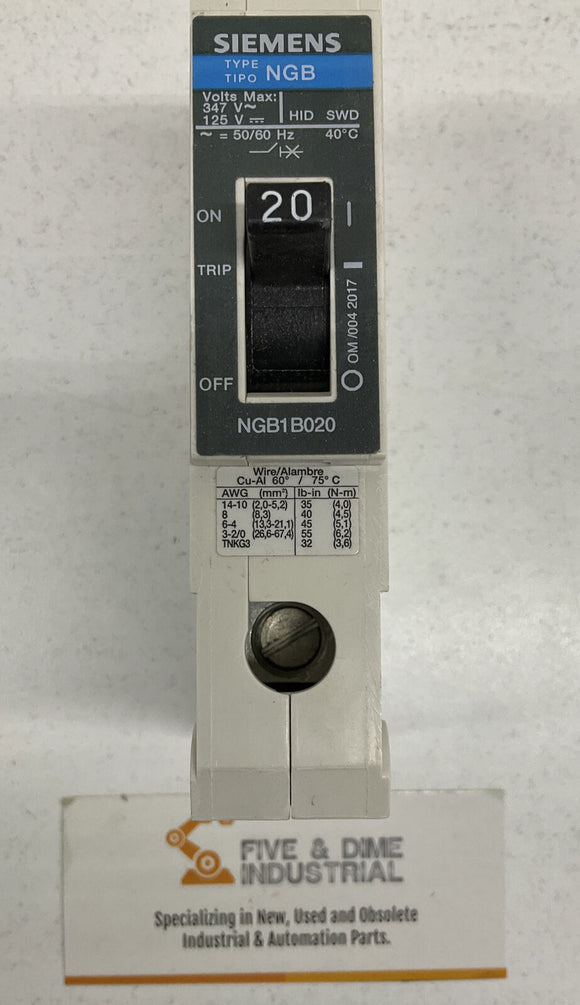 SIEMENS
TYPE
TIPO NGB
Volts Max:
347 V~
125 V ⎓
HID SWD
~ = 50/60 Hz 40°C
20
ON I
TRIP
OFF O
OM /004 2017
NGB1B020
Wire/Alambre
Cu-Al 60° / 75° C
AWG (mm²) lb-in (N-m)
14-10 (2,0-5,2) 35 (4,0)
8 (8,3) 40 (4,5)
6-4 (13,3-21,1) 45 (5,1)
3-2/0 (26,6-67,4) 55 (6,2)
TNKG3 32 (3,6)
FIVE & DIME
INDUSTRIAL
Specializing in New, Used and Obsolete
Industrial & Automation Parts.